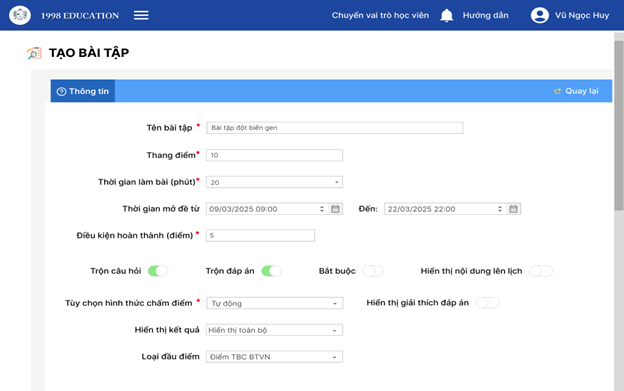 1998 EDUCATION Chuyển vai trò học viên Hướng dẫn Vũ Ngọc Huy
TẠO BÀI TẬP
Thông tin Quay lại
Tên bài tập * Bài tập đột biến gen
Thang điểm* 10
Thời gian làm bài (phút)* 20
Thời gian mở đề từ 09/03/2025 09:00 Đến: 22/03/2025 22:00
Điều kiện hoàn thành (điểm) * 5
Trộn câu hỏi Trộn đáp án Bắt buộc Hiển thị nội dung lên lịch
Tùy chọn hình thức chấm điểm * Tự động Hiển thị giải thích đáp án
Hiển thị kết quả Hiển thị toàn bộ
Loại đầu điểm Điểm TBC BTVN